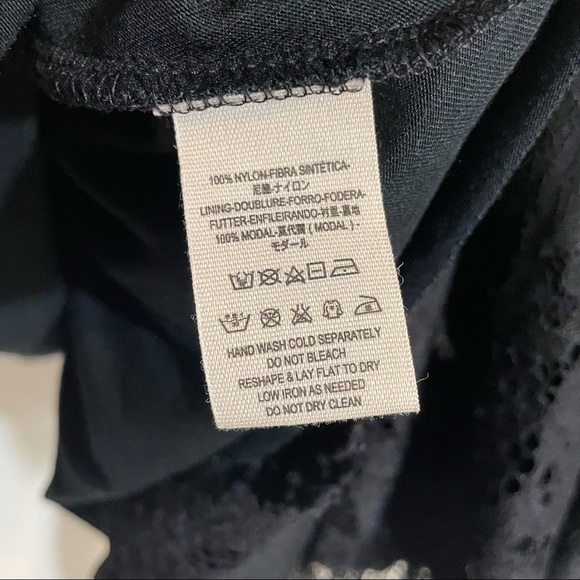 100% NYLON-FIBRA SINTÉTICA-
尼龍-ナイロン
LINING-DOUBLURE-FORRO-FODERA-
FUTTER-ENFILEIRANDO-衬里-裏地
100% MODAL-莫代爾 ( MODAL ) -
モダール
HAND WASH COLD SEPARATELY
DO NOT BLEACH
RESHAPE & LAY FLAT TO DRY
LOW IRON AS NEEDED
DO NOT DRY CLEAN